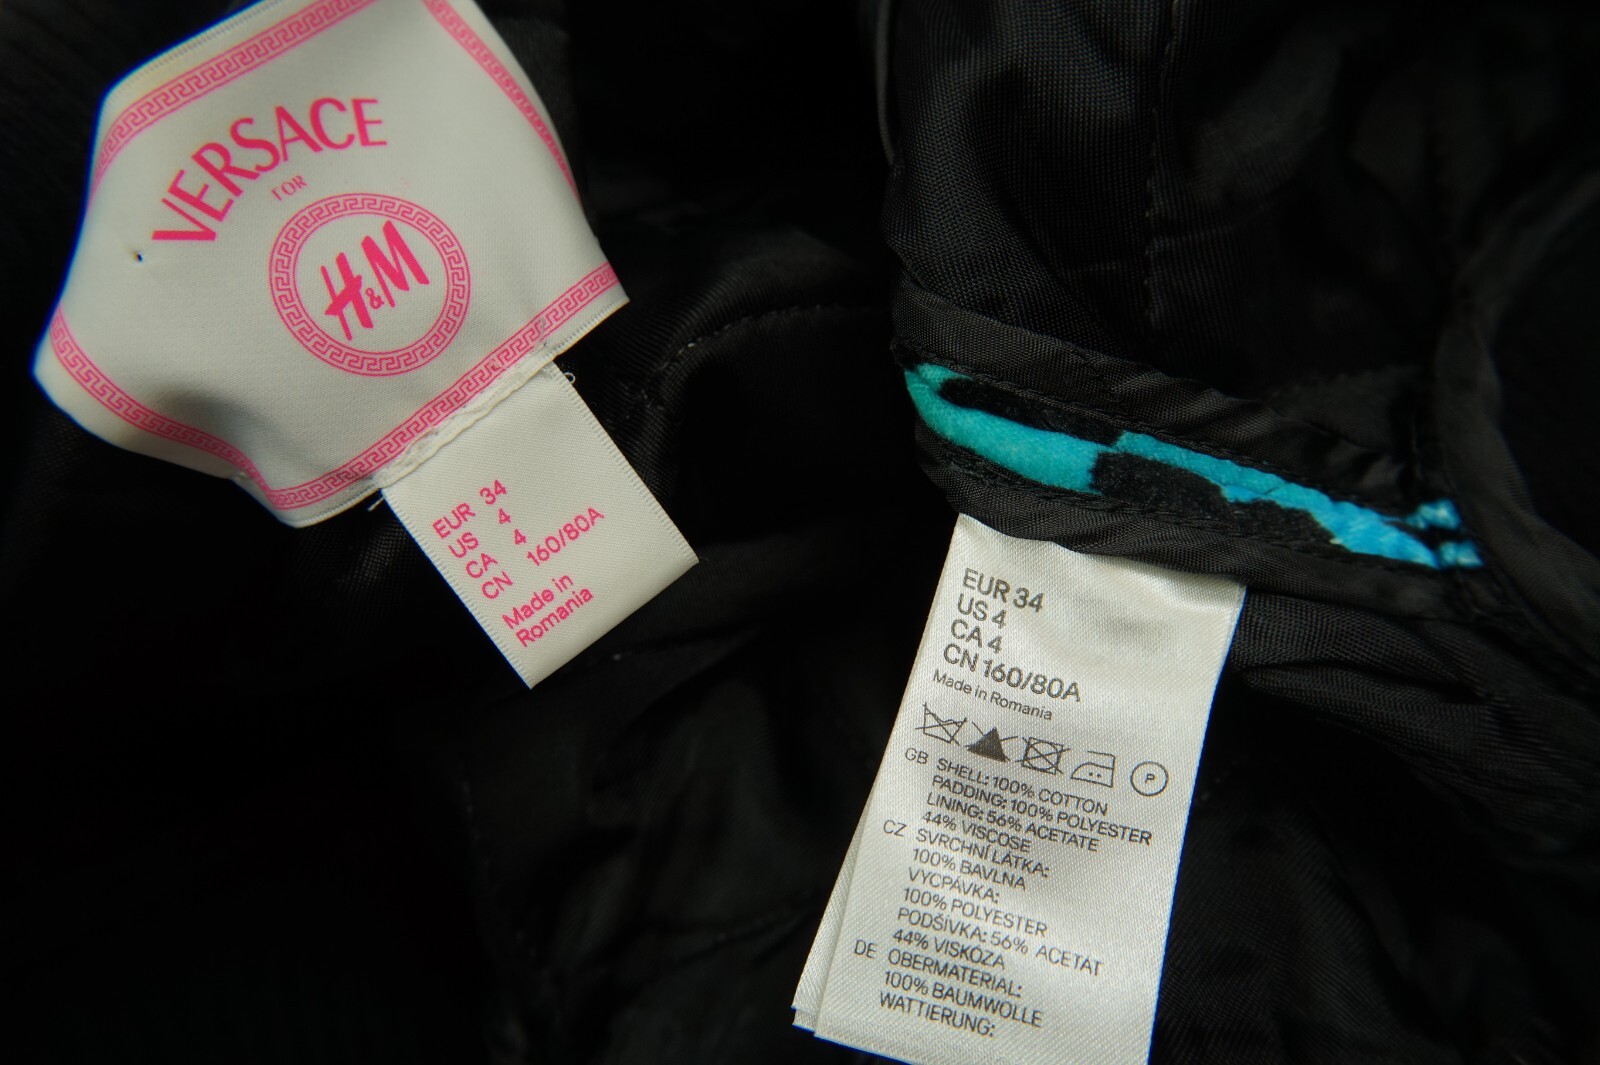 VERSACE
FOR
H&M
EUR 34
US 4
CA 4
CN 160/80A
Made in
Romania
EUR 34
US 4
CA 4
CN 160/80A
Made in Romania
P
GB SHELL: 100% COTTON
PADDING: 100% POLYESTER
LINING: 56% ACETATE
44% VISCOSE
CZ SVRCHNÍ LÁTKA:
100% BAVLNA
VYCPÁVKA:
100% POLYESTER
PODŠÍVKA: 56% ACETAT
44% VISKÓZA
DE OBERMATERIAL:
100% BAUMWOLLE
WATTIERUNG: